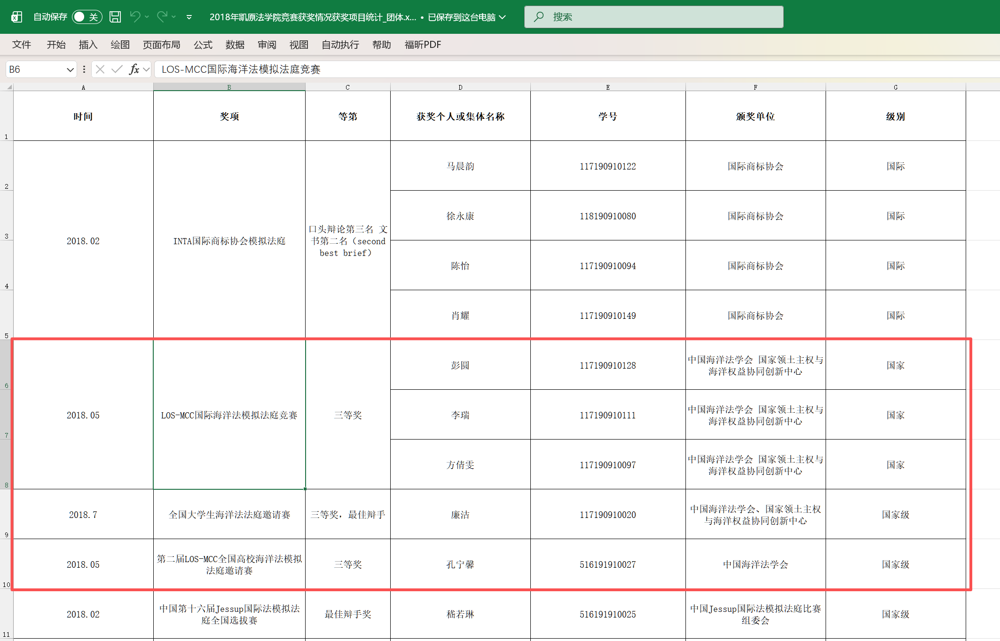 自动保存 关 2018年凯原法学院竞赛获奖情况获奖项目统计_团体.x... • 已保存到这台电脑 搜索
文件 开始 插入 绘图 页面布局 公式 数据 审阅 视图 自动执行 帮助 福昕PDF
B6 fx LOS-MCC国际海洋法模拟法庭竞赛
A B C D E F G
1 时间 奖项 等第 获奖个人或集体名称 学号 颁奖单位 级别
2 马晨韵 117190910122 国际商标协会 国际
3 徐永康 118190910080 国际商标协会 国际
2018.02 INTA国际商标协会模拟法庭
口头辩论第三名 文
书第二名（second
best brief）
4 陈怡 117190910094 国际商标协会 国际
5 肖耀 117190910149 国际商标协会 国际
6 彭圆 117190910128
中国海洋法学会 国家领土主权与
海洋权益协同创新中心
国家
7 2018.05 LOS-MCC国际海洋法模拟法庭竞赛 三等奖 李瑞 117190910111
中国海洋法学会 国家领土主权与
海洋权益协同创新中心
国家
8 方倩雯 117190910097
中国海洋法学会 国家领土主权与
海洋权益协同创新中心
国家
9 2018.7 全国大学生海洋法法庭邀请赛 三等奖，最佳辩手 廉洁 117190910020
中国海洋法学会、国家领土主权
与海洋权益协同创新中心
国家级
10 2018.05
第二届LOS-MCC全国高校海洋法模拟
法庭邀请赛
三等奖 孔宁馨 516191910027 中国海洋法学会 国家级
11 2018.02
中国第十六届Jessup国际法模拟法
庭全国选拔赛
最佳辩手奖 嵇若琳 516191910025
中国Jessup国际法模拟法庭比赛
组委会
国家级